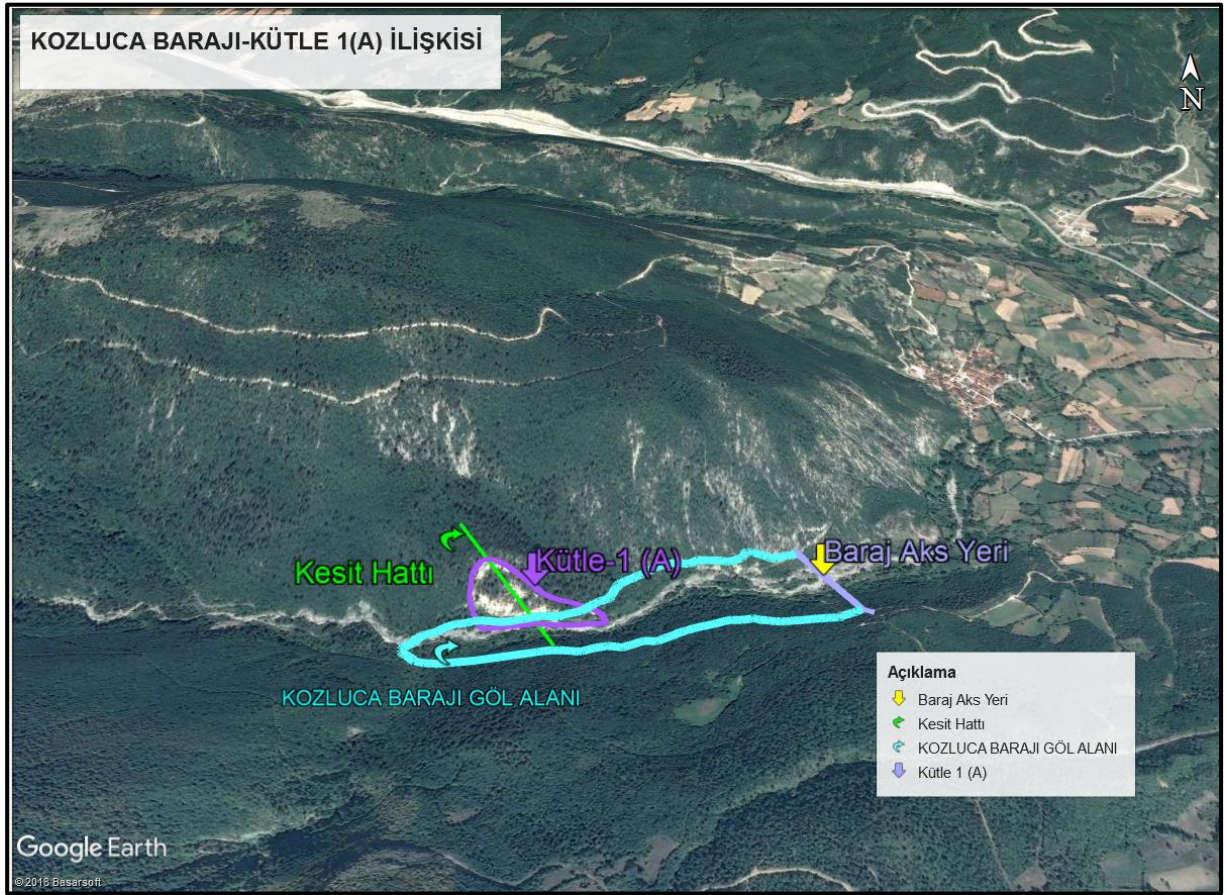 KOZLUCA BARAJI-KÜTLE 1(A) İLİŞKİSİ
N
Kesit Hattı
Kütle-1 (A)
Baraj Aks Yeri
KOZLUCA BARAJI GÖL ALANI
Açıklama
Baraj Aks Yeri
Kesit Hattı
KOZLUCA BARAJI GÖL ALANI
Kütle 1 (A)
Google Earth
© 2018 Basarsoft